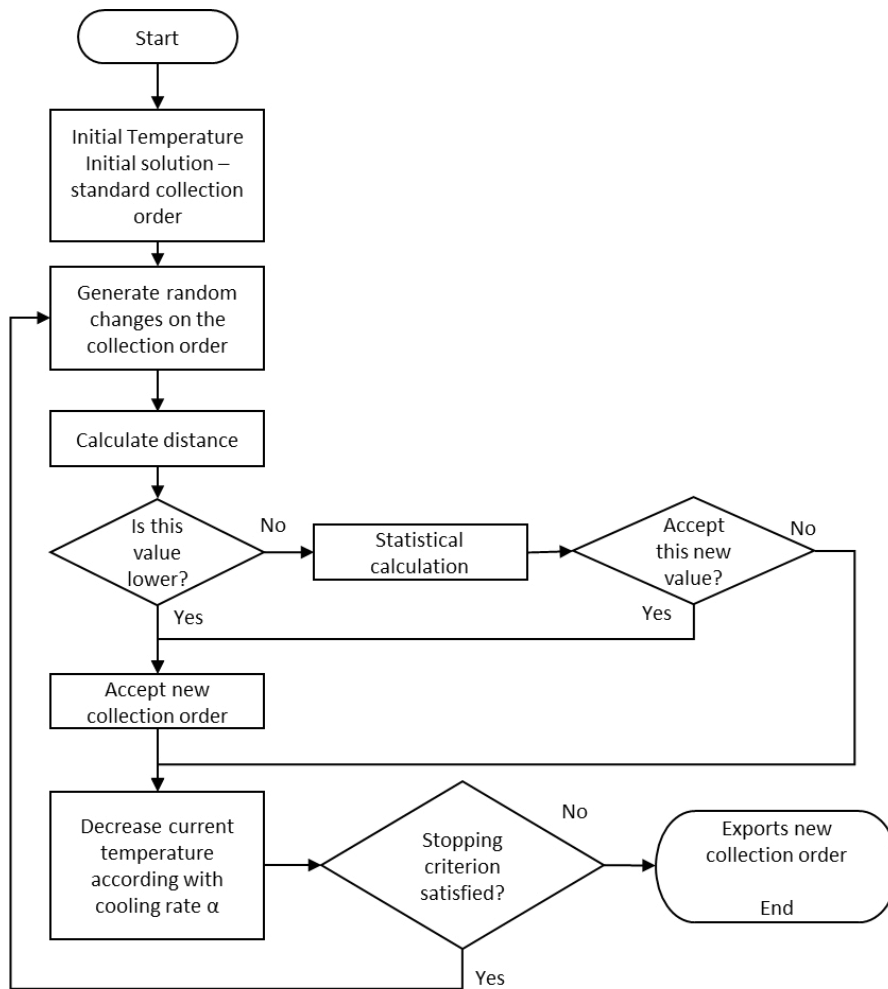 Start
Initial Temperature
Initial solution –
standard collection
order
Generate random
changes on the
collection order
Calculate distance
Is this
value
lower?
No
Statistical
calculation
Accept
this new
value?
No
Yes
Yes
Accept new
collection order
Decrease current
temperature
according with
cooling rate α
Stopping
criterion
satisfied?
No
Exports new
collection order
End
Yes